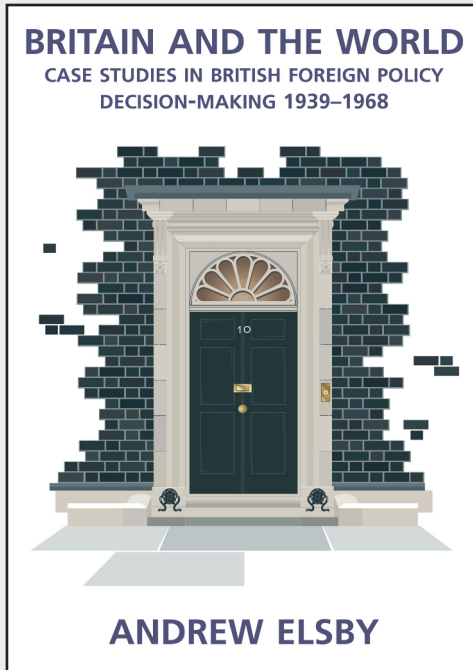 BRITAIN AND THE WORLD
CASE STUDIES IN BRITISH FOREIGN POLICY
DECISION-MAKING 1939–1968
10
ANDREW ELSBY